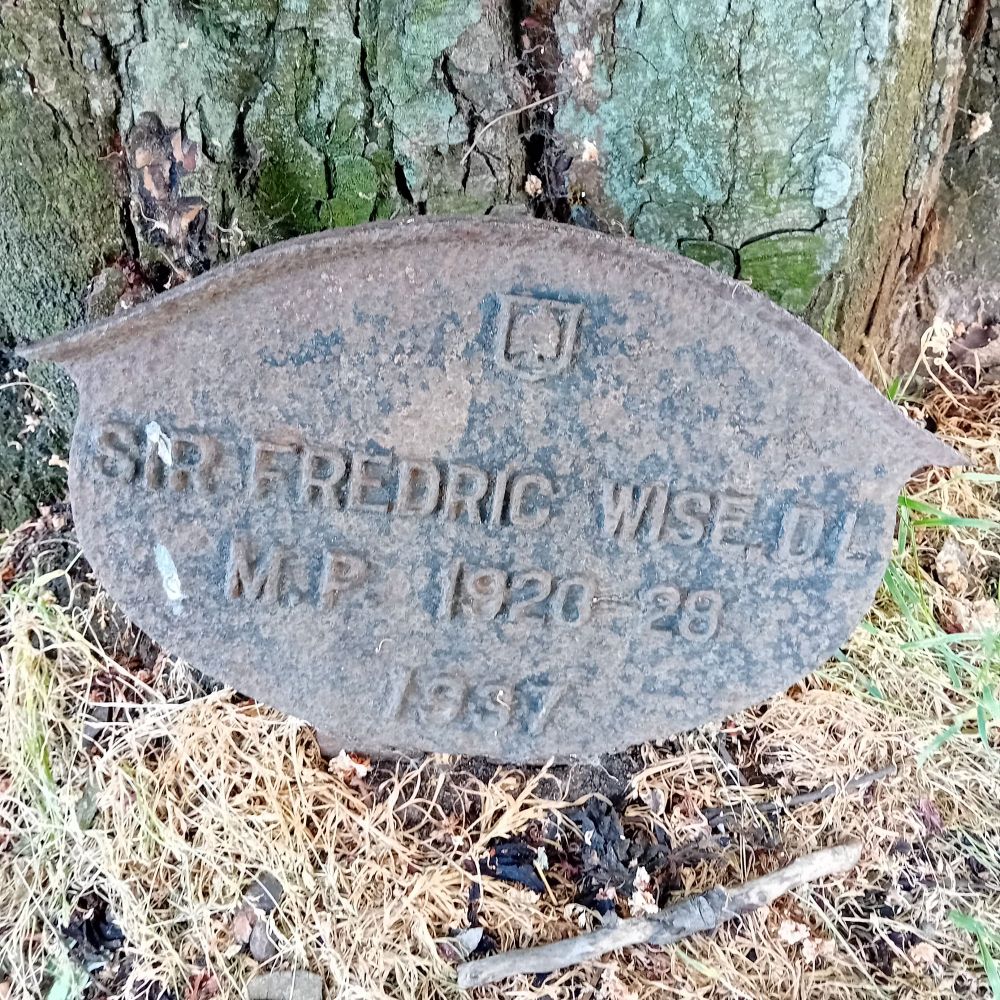 SIR FREDRIC WISE. D.L.
M.P. 1920-28
1937